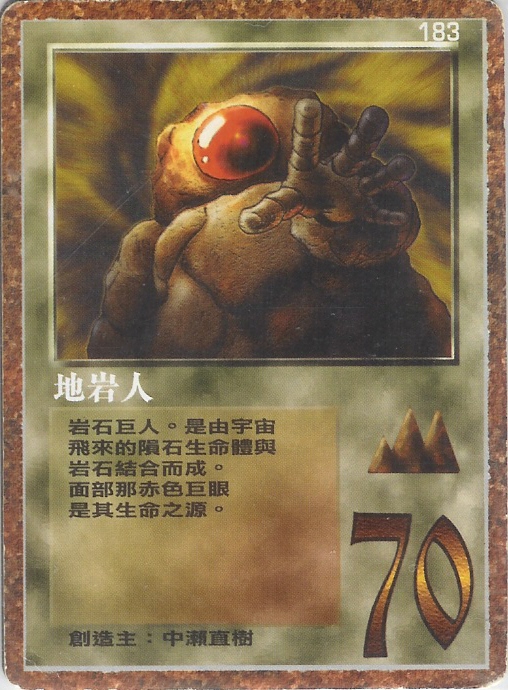 183
地岩人
岩石巨人。是由宇宙
飛來的隕石生命體與
岩石結合而成。
面部那赤色巨眼
是其生命之源。
70
創造主：中瀨直樹